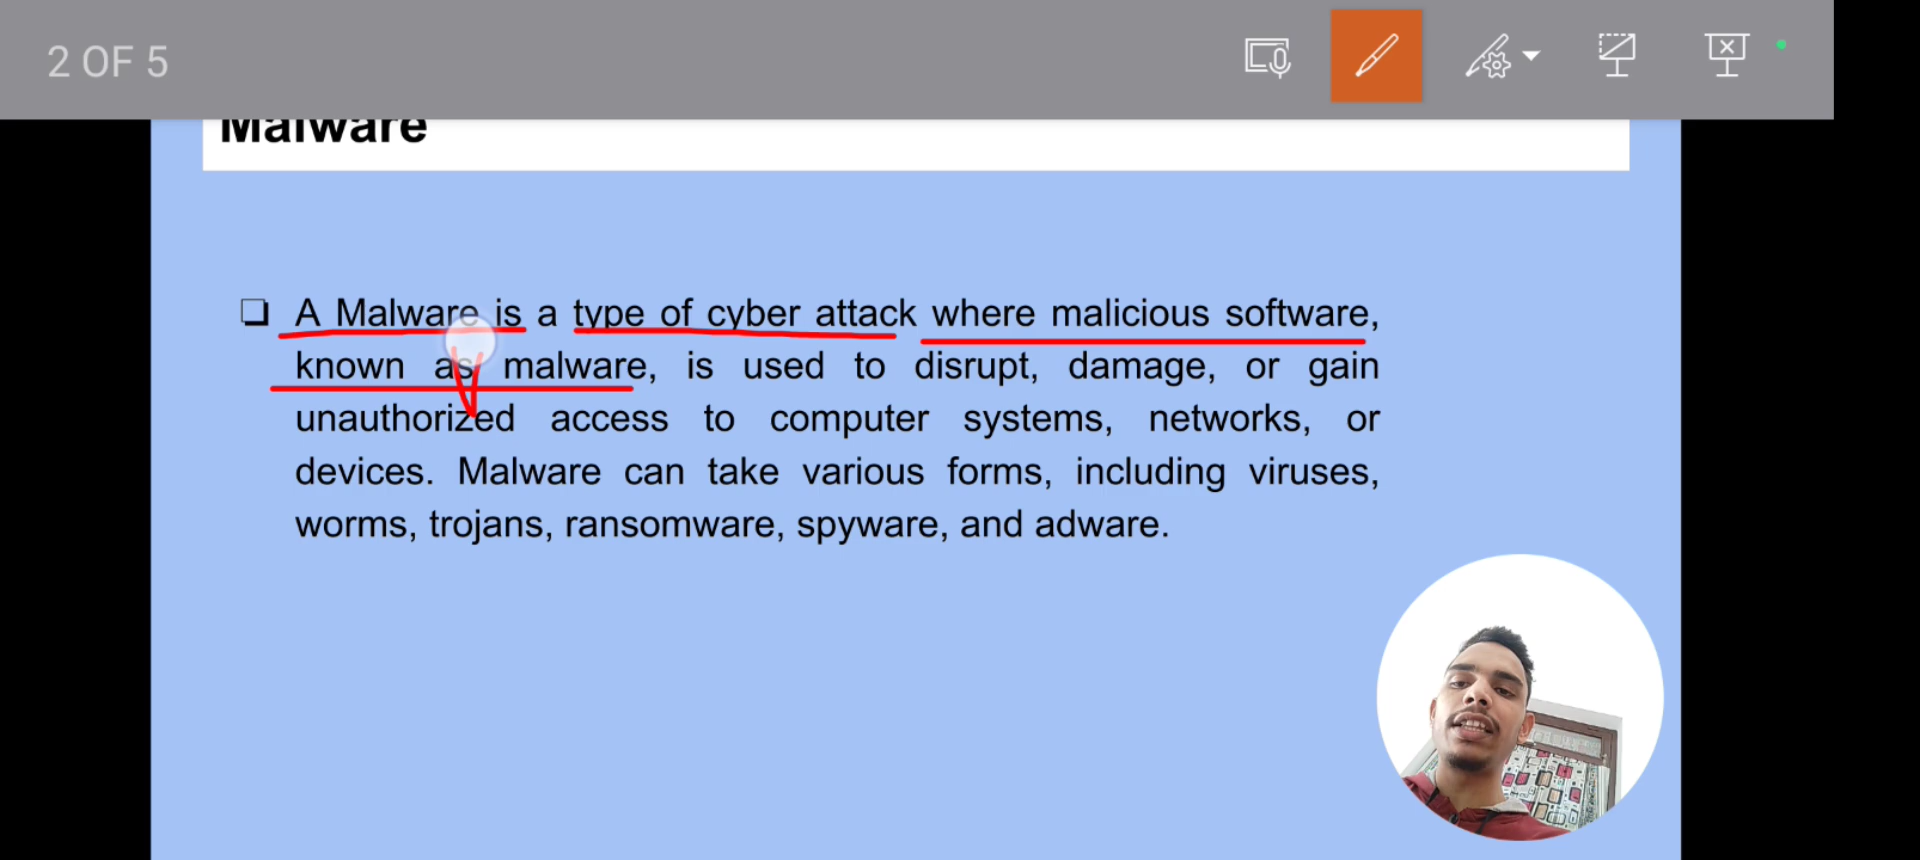 2 OF 5
Malware
❑ A Malware is a type of cyber attack where malicious software,
known as malware, is used to disrupt, damage, or gain
unauthorized access to computer systems, networks, or
devices. Malware can take various forms, including viruses,
worms, trojans, ransomware, spyware, and adware.